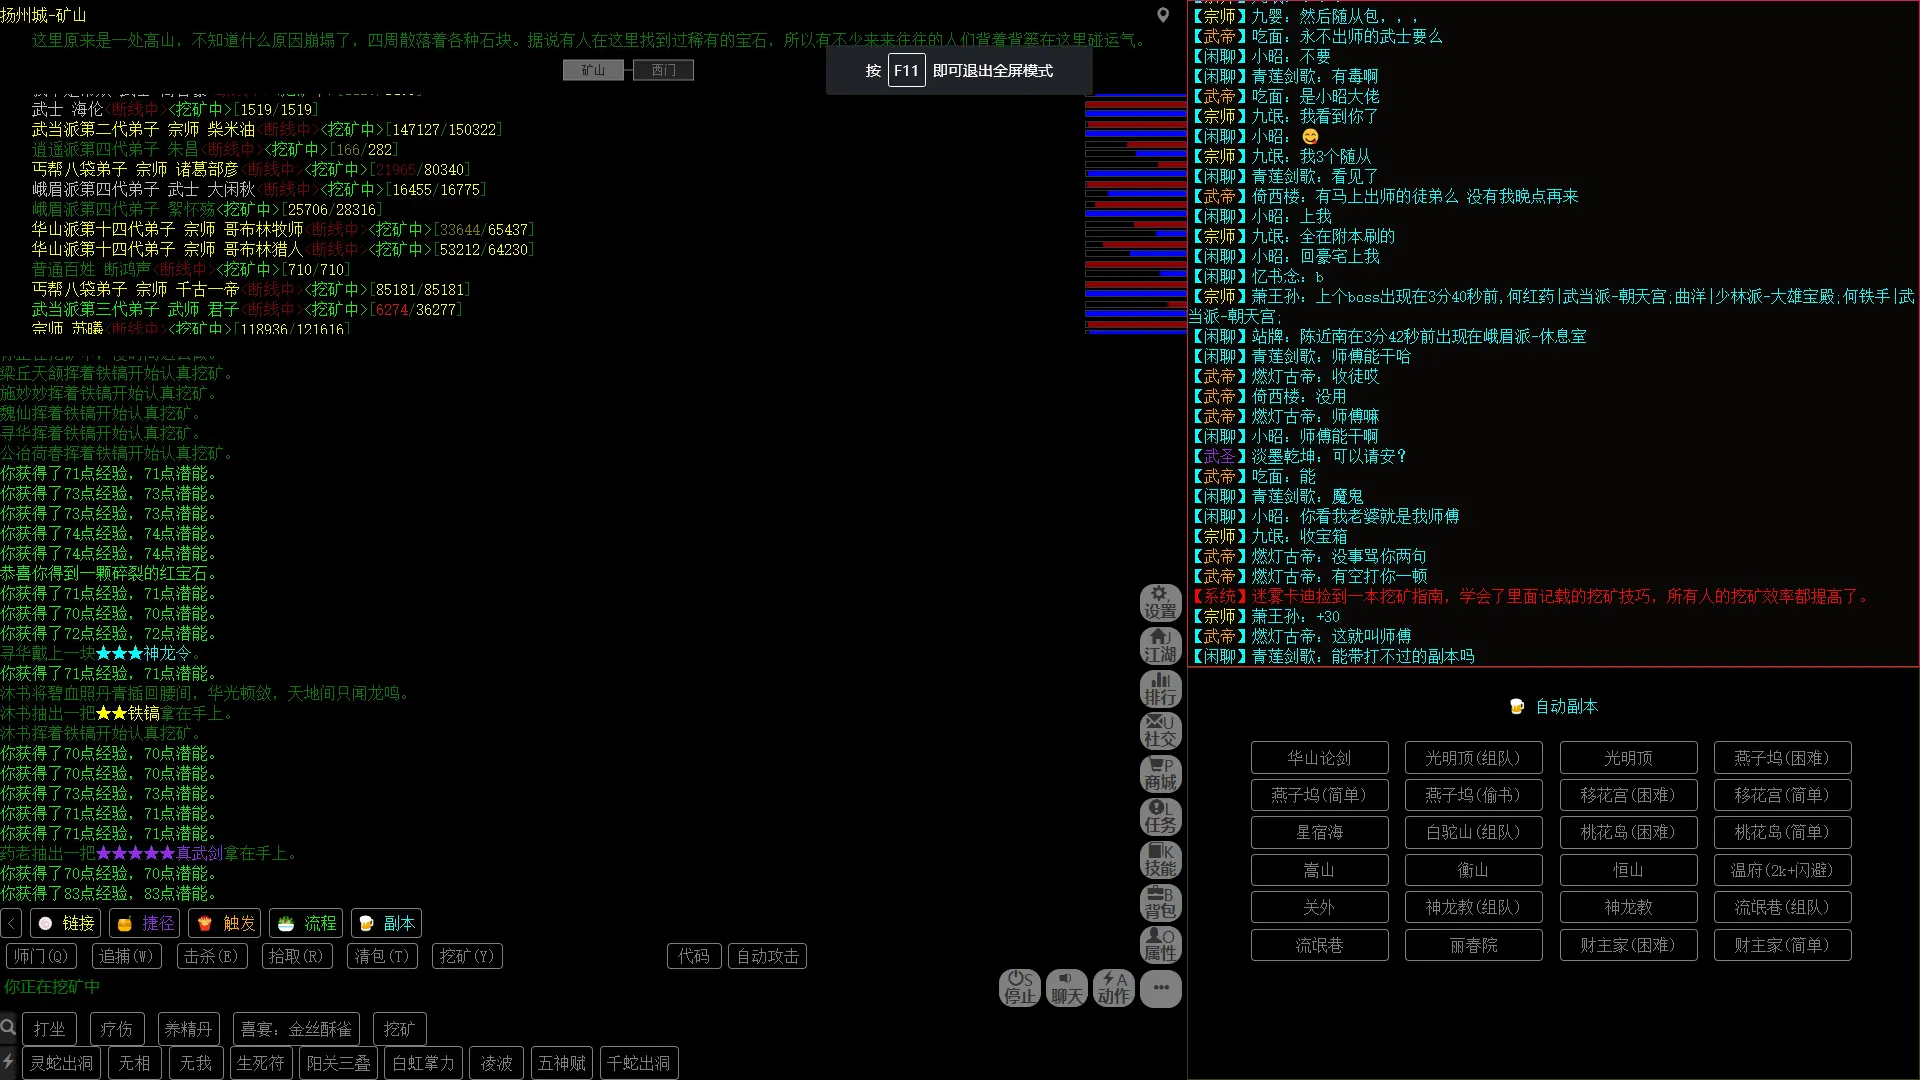 扬州城-矿山
这里原来是一处高山，不知道什么原因崩塌了，四周散落着各种石块。据说有人在这里找到过稀有的宝石，所以有不少来来往往的人们背着背篓在这里碰运气。
矿山 西门
按 F11 即可退出全屏模式
武士 海伦<断线中><挖矿中>[1519/1519]
武当派第二代弟子 宗师 柴米油<断线中><挖矿中>[147127/150322]
逍遥派第四代弟子 朱昌<断线中><挖矿中>[166/282]
丐帮八袋弟子 宗师 诸葛部彦<断线中><挖矿中>[21965/80340]
峨眉派第四代弟子 武士 大闲秋<断线中><挖矿中>[16455/16775]
峨眉派第四代弟子 絮怀殇<挖矿中>[25706/28316]
华山派第十四代弟子 宗师 哥布林牧师<断线中><挖矿中>[33644/65437]
华山派第十四代弟子 宗师 哥布林猎人<断线中><挖矿中>[53212/64230]
普通百姓 断鸿声<断线中><挖矿中>[710/710]
丐帮八袋弟子 宗师 千古一帝<断线中><挖矿中>[85181/85181]
武当派第三代弟子 武师 君子<断线中><挖矿中>[6274/36277]
宗师 苏曦<断线中><挖矿中>[118936/121616]
梁丘天颔挥着铁镐开始认真挖矿。
施妙妙挥着铁镐开始认真挖矿。
魏仙挥着铁镐开始认真挖矿。
寻华挥着铁镐开始认真挖矿。
公冶荷春挥着铁镐开始认真挖矿。
你获得了71点经验，71点潜能。
你获得了73点经验，73点潜能。
你获得了73点经验，73点潜能。
你获得了74点经验，74点潜能。
你获得了74点经验，74点潜能。
恭喜你得到一颗碎裂的红宝石。
你获得了71点经验，71点潜能。
你获得了70点经验，70点潜能。
你获得了72点经验，72点潜能。
寻华戴上一块★★★神龙令。
你获得了71点经验，71点潜能。
沐书将碧血照丹青插回腰间，华光顿敛，天地间只闻龙鸣。
沐书抽出一把★★铁镐拿在手上。
沐书挥着铁镐开始认真挖矿。
你获得了70点经验，70点潜能。
你获得了70点经验，70点潜能。
你获得了73点经验，73点潜能。
你获得了71点经验，71点潜能。
你获得了71点经验，71点潜能。
药老抽出一把★★★★★真武剑拿在手上。
你获得了70点经验，70点潜能。
你获得了83点经验，83点潜能。
< 链接 捷径 触发 流程 副本
师门(Q) 追捕(W) 击杀(E) 拾取(R) 清包(T) 挖矿(Y) 代码 自动攻击
你正在挖矿中
打坐 疗伤 养精丹 喜宴：金丝酥雀 挖矿
灵蛇出洞 无相 无我 生死符 阳关三叠 白虹掌力 凌波 五神赋 千蛇出洞
设置
J 江湖
排行
U 社交
P 商城
L 任务
K 技能
B 背包
O 属性
S 停止 聊天 A 动作 •••
【宗师】九婴：然后随从包，，，
【武帝】吃面：永不出师的武士要么
【闲聊】小昭：不要
【闲聊】青莲剑歌：有毒啊
【武帝】吃面：是小昭大佬
【宗师】九氓：我看到你了
【闲聊】小昭：😋
【宗师】九氓：我3个随从
【闲聊】青莲剑歌：看见了
【武帝】倚西楼：有马上出师的徒弟么 没有我晚点再来
【闲聊】小昭：上我
【宗师】九氓：全在附本刷的
【闲聊】小昭：回豪宅上我
【闲聊】忆书念：b
【宗师】萧王孙：上个boss出现在3分40秒前,何红药|武当派-朝天宫;曲洋|少林派-大雄宝殿;何铁手|武
当派-朝天宫;
【闲聊】站牌：陈近南在3分42秒前出现在峨眉派-休息室
【闲聊】青莲剑歌：师傅能干哈
【武帝】燃灯古帝：收徒哎
【武帝】倚西楼：没用
【武帝】燃灯古帝：师傅嘛
【闲聊】小昭：师傅能干啊
【武圣】淡墨乾坤：可以请安？
【武帝】吃面：能
【闲聊】青莲剑歌：魔鬼
【闲聊】小昭：你看我老婆就是我师傅
【宗师】九氓：收宝箱
【武帝】燃灯古帝：没事骂你两句
【武帝】燃灯古帝：有空打你一顿
【系统】迷雾卡迪捡到一本挖矿指南，学会了里面记载的挖矿技巧，所有人的挖矿效率都提高了。
【宗师】萧王孙：+30
【武帝】燃灯古帝：这就叫师傅
【闲聊】青莲剑歌：能带打不过的副本吗
自动副本
华山论剑 光明顶(组队) 光明顶 燕子坞(困难)
燕子坞(简单) 燕子坞(偷书) 移花宫(困难) 移花宫(简单)
星宿海 白驼山(组队) 桃花岛(困难) 桃花岛(简单)
嵩山 衡山 恒山 温府(2k+闪避)
关外 神龙教(组队) 神龙教 流氓巷(组队)
流氓巷 丽春院 财主家(困难) 财主家(简单)